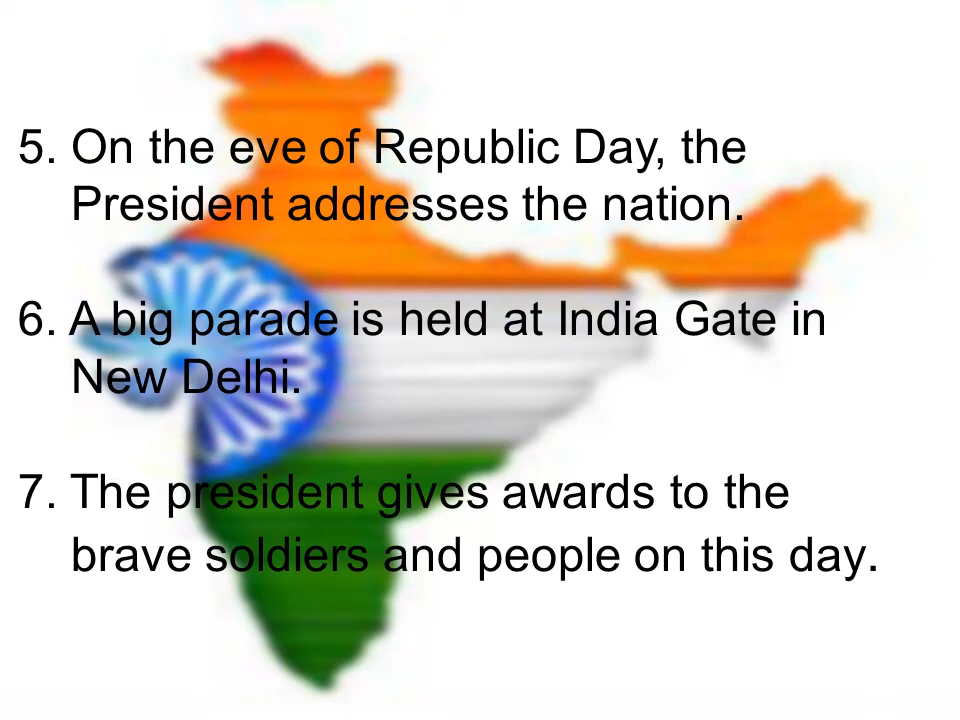 5. On the eve of Republic Day, the
President addresses the nation.
6. A big parade is held at India Gate in
New Delhi.
7. The president gives awards to the
brave soldiers and people on this day.